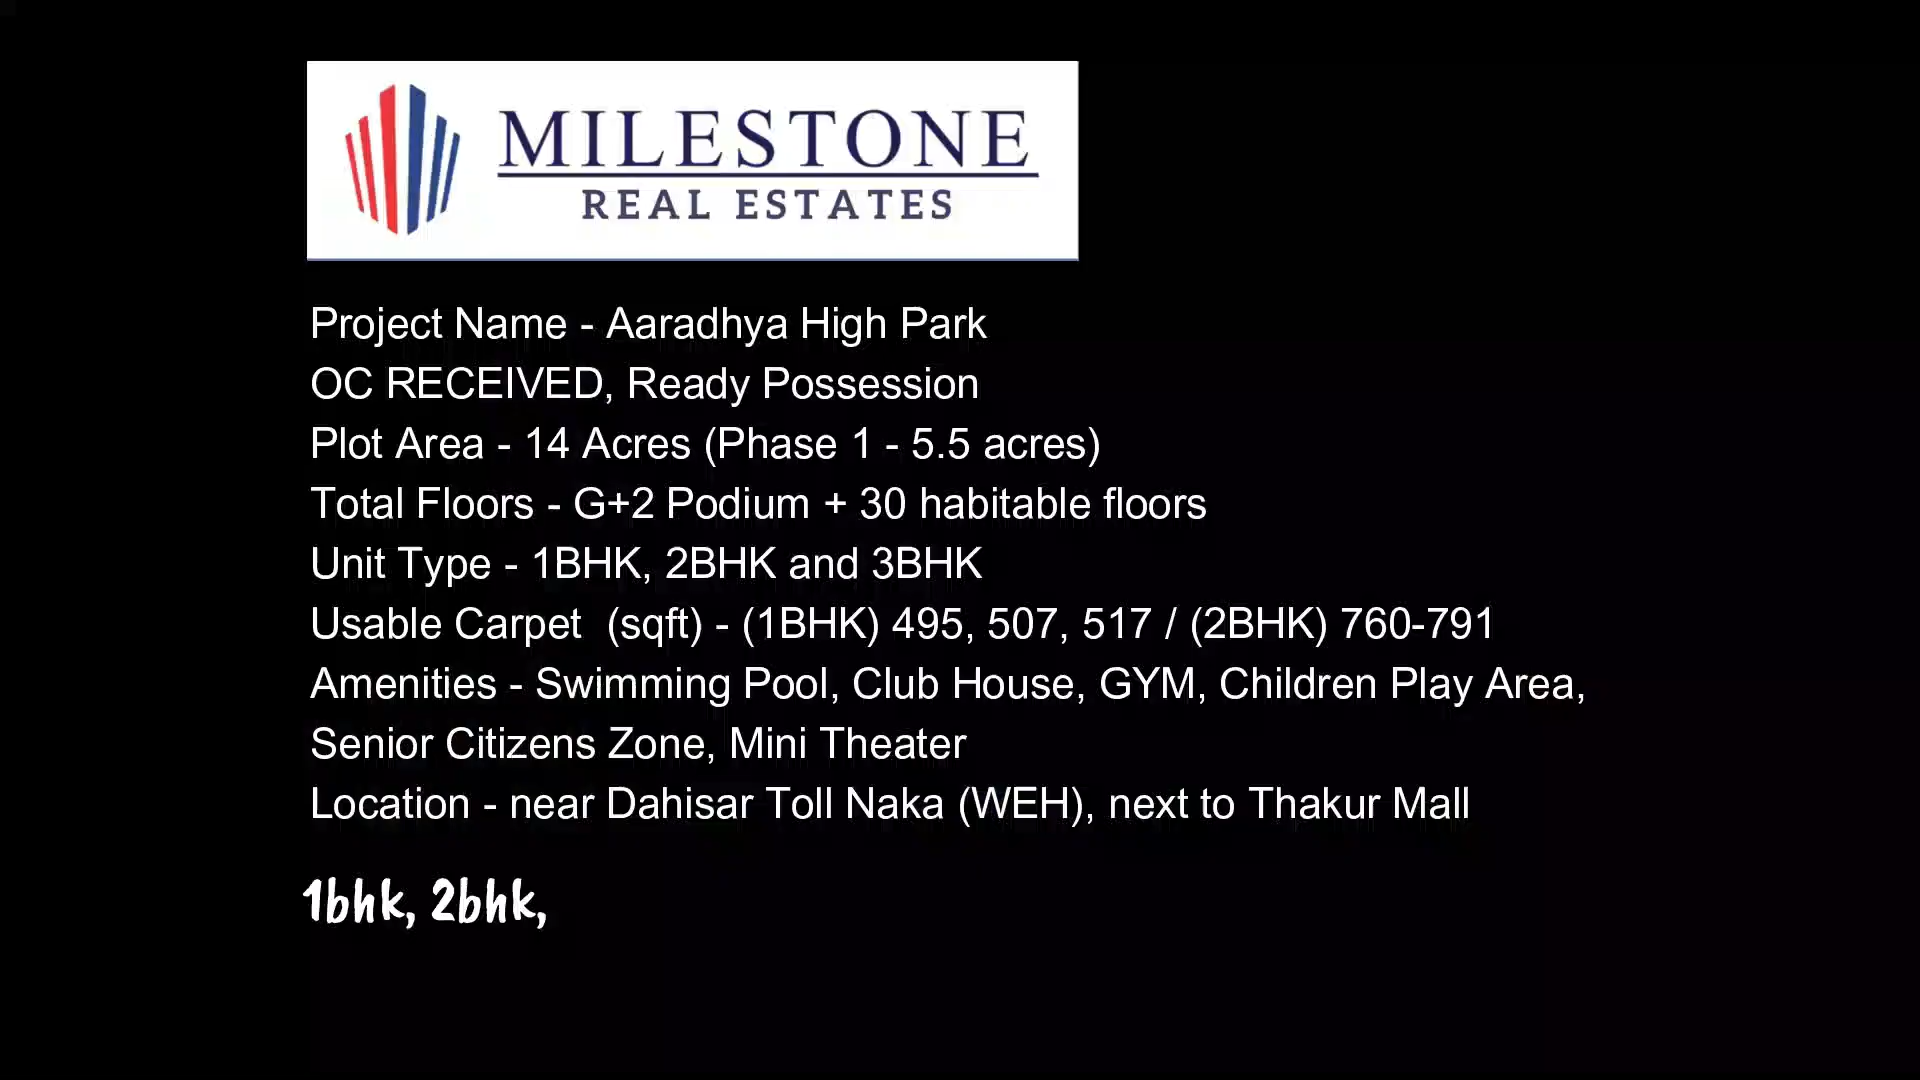 MILESTONE
REAL ESTATES
Project Name - Aaradhya High Park
OC RECEIVED, Ready Possession
Plot Area - 14 Acres (Phase 1 - 5.5 acres)
Total Floors - G+2 Podium + 30 habitable floors
Unit Type - 1BHK, 2BHK and 3BHK
Usable Carpet  (sqft) - (1BHK) 495, 507, 517 / (2BHK) 760-791
Amenities - Swimming Pool, Club House, GYM, Children Play Area,
Senior Citizens Zone, Mini Theater
Location - near Dahisar Toll Naka (WEH), next to Thakur Mall
1bhk, 2bhk,